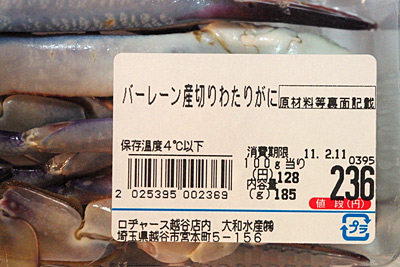 バーレーン産切りわたりがに 原材料等裏面記載
保存温度4℃以下
消費期限 11. 2.11 0395
100g当り
(円) 128
内容量
(g) 185
236
値 段(円)
2 025395 002369
プラ
ロヂャース越谷店内 大和水産㈱
埼玉県越谷市宮本町5-156